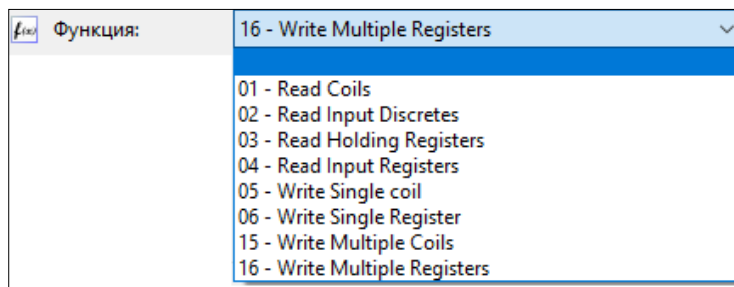 f(x) Функция: 16 - Write Multiple Registers
01 - Read Coils
02 - Read Input Discretes
03 - Read Holding Registers
04 - Read Input Registers
05 - Write Single coil
06 - Write Single Register
15 - Write Multiple Coils
16 - Write Multiple Registers